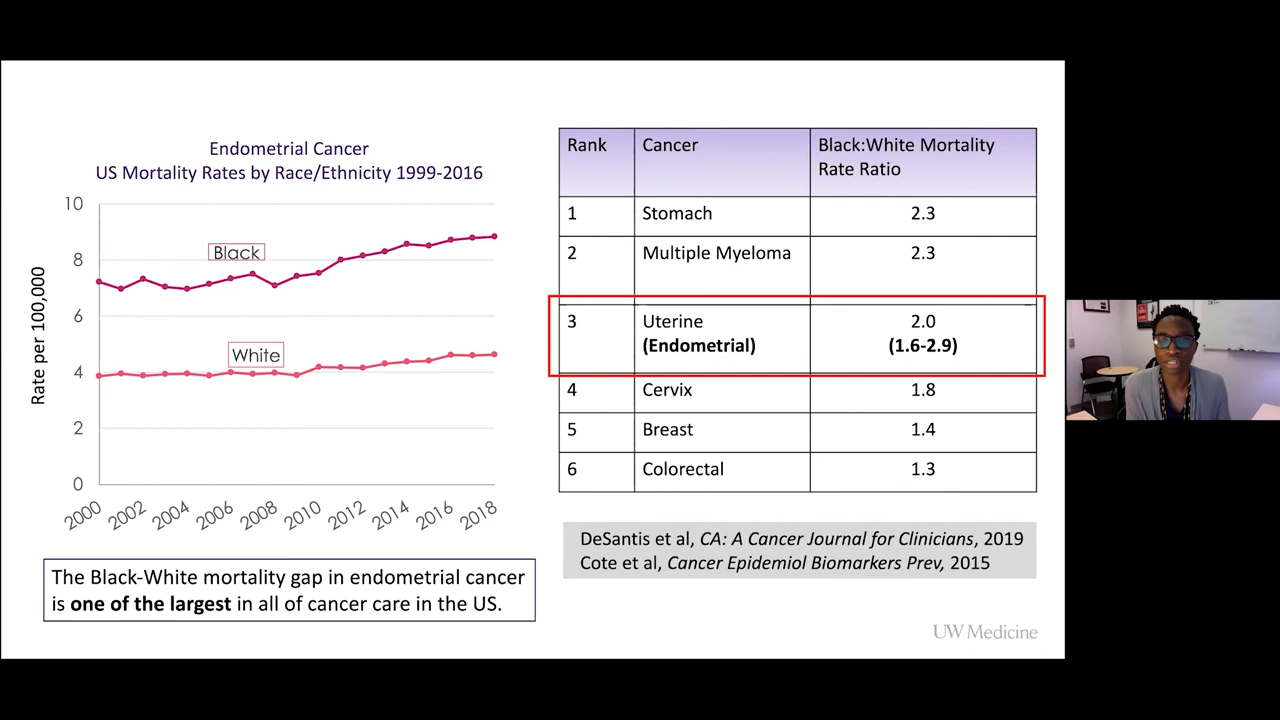 Endometrial Cancer
US Mortality Rates by Race/Ethnicity 1999-2016
10
8
6
4
2
0
Rate per 100,000
Black
White
2000
2002
2004
2006
2008
2010
2012
2014
2016
2018
The Black-White mortality gap in endometrial cancer
is one of the largest in all of cancer care in the US.
Rank Cancer Black:White Mortality
Rate Ratio
1 Stomach 2.3
2 Multiple Myeloma 2.3
3 Uterine 2.0
(Endometrial) (1.6-2.9)
4 Cervix 1.8
5 Breast 1.4
6 Colorectal 1.3
DeSantis et al, CA: A Cancer Journal for Clinicians, 2019
Cote et al, Cancer Epidemiol Biomarkers Prev, 2015
UW Medicine